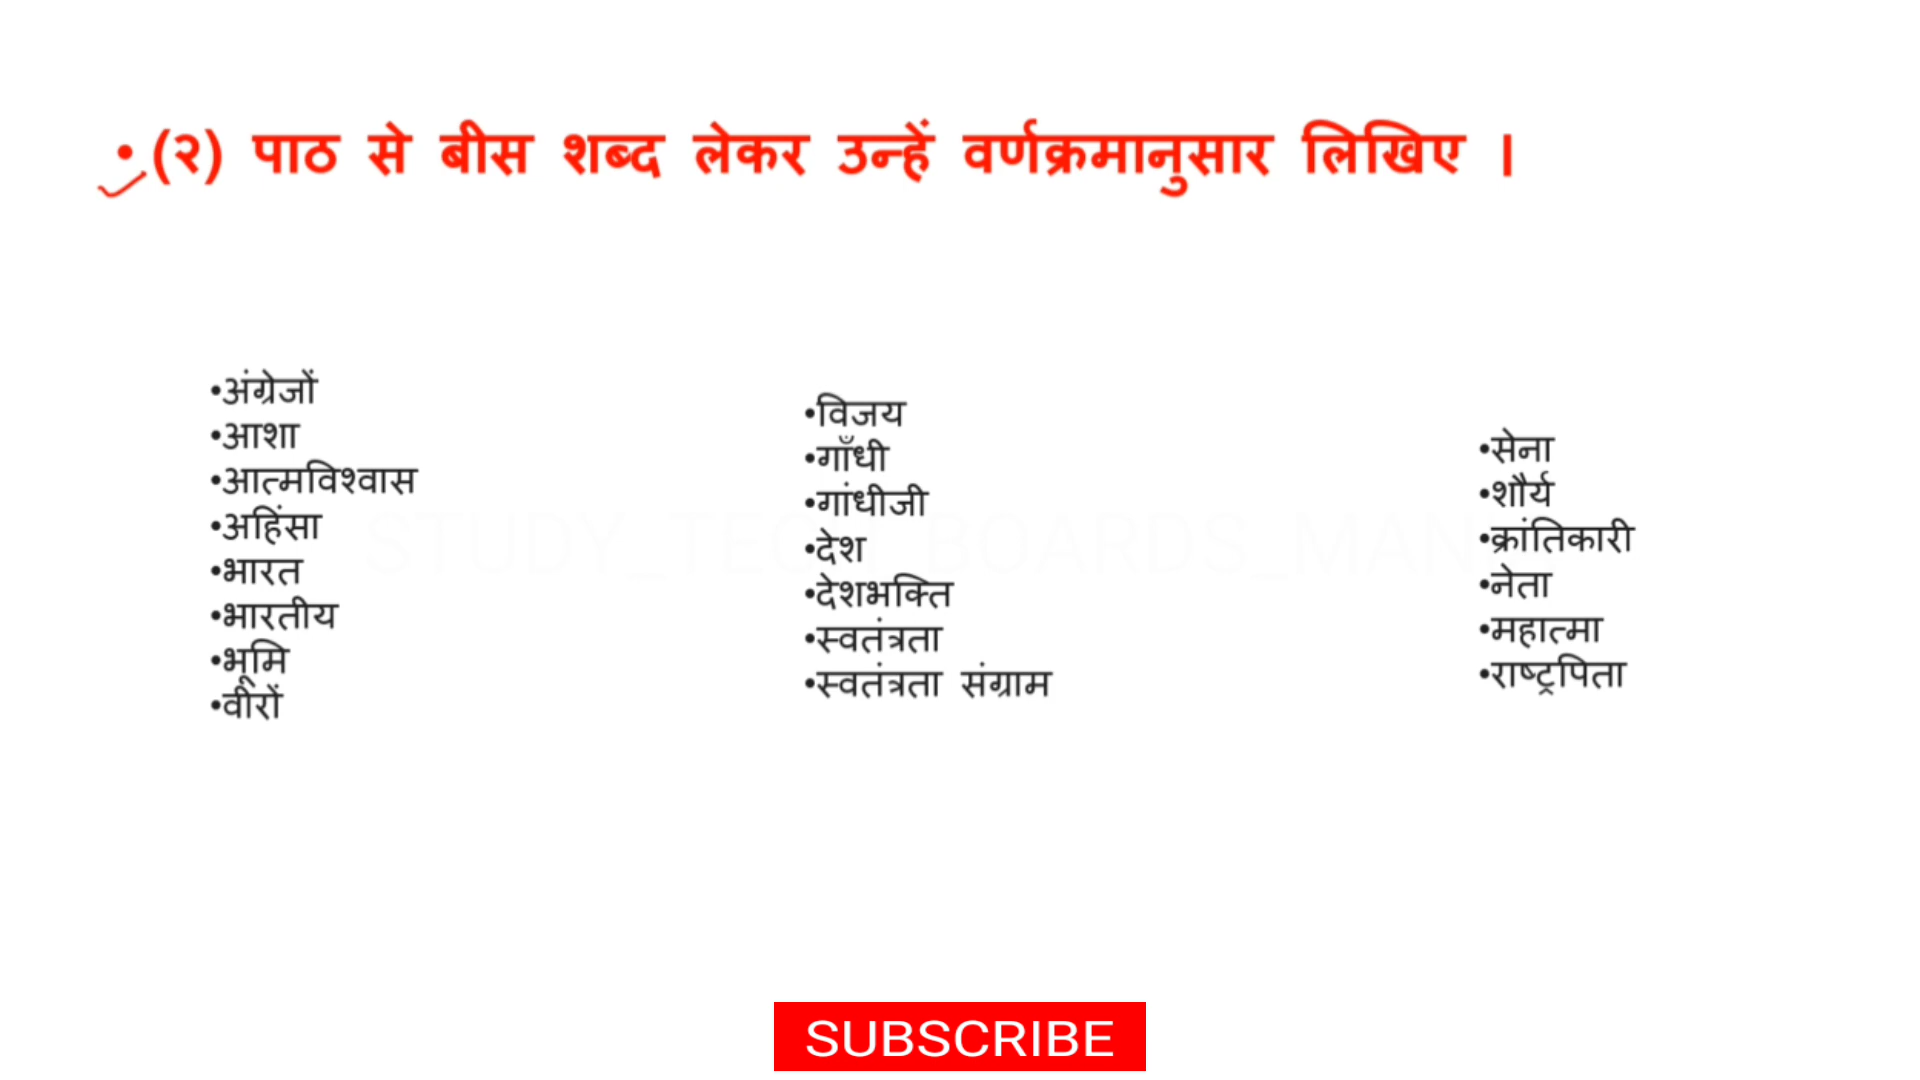 • (२) पाठ से बीस शब्द लेकर उन्हें वर्णक्रमानुसार लिखिए ।
•अंग्रेजों
•आशा
•आत्मविश्वास
•अहिंसा
•भारत
•भारतीय
•भूमि
•वीरों
•विजय
•गाँधी
•गांधीजी
•देश
•देशभक्ति
•स्वतंत्रता
•स्वतंत्रता संग्राम
•सेना
•शौर्य
•क्रांतिकारी
•नेता
•महात्मा
•राष्ट्रपिता
STUDY_TECH_BOARDS_MAN
SUBSCRIBE